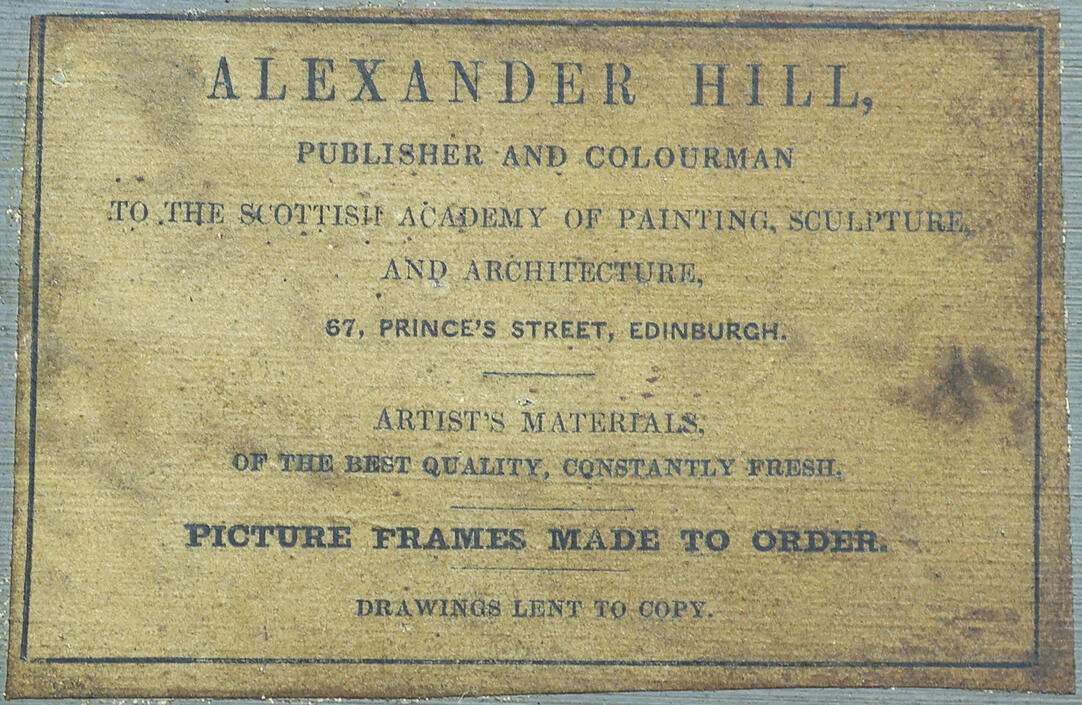 ALEXANDER HILL,
PUBLISHER AND COLOURMAN
TO THE SCOTTISH ACADEMY OF PAINTING, SCULPTURE,
AND ARCHITECTURE,
67, PRINCE'S STREET, EDINBURGH.
ARTIST'S MATERIALS,
OF THE BEST QUALITY, CONSTANTLY FRESH.
PICTURE FRAMES MADE TO ORDER.
DRAWINGS LENT TO COPY.